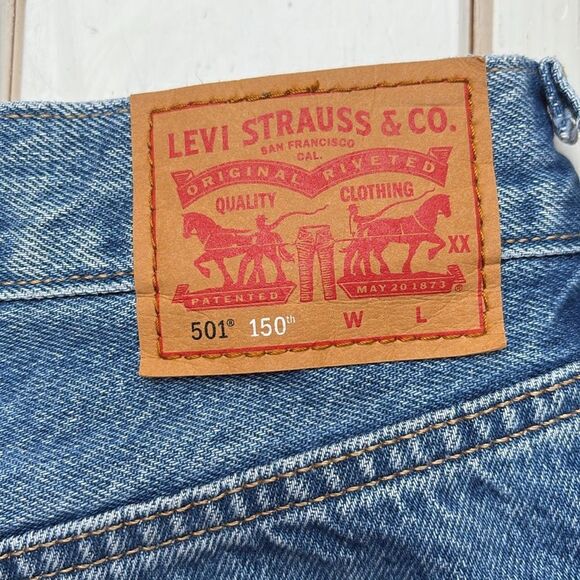 LEVI STRAUSS & CO.
SAN FRANCISCO
CAL.
ORIGINAL RIVETED
QUALITY CLOTHING
XX
PATENTED MAY 20 1873 ®
501® 150th W L